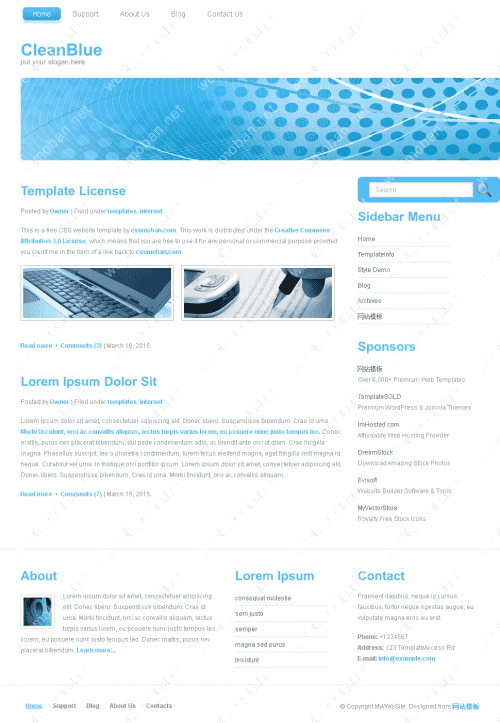 Home Support About Us Blog Contact Us
CleanBlue
put your slogan here
Template License
Posted by Owner | Filed under templates, internet
This is a free CSS website template by cssmoban.com. This work is distributed under the Creative Commons
Attribution 3.0 License, which means that you are free to use it for any personal or commercial purpose provided
you credit me in the form of a link back to cssmoban.com.
Read more • Comments (3) | March 18, 2015
Lorem Ipsum Dolor Sit
Posted by Owner | Filed under templates, internet
Lorem ipsum dolor sit amet, consectetuer adipiscing elit. Donec libero. Suspendisse bibendum. Cras id urna.
Morbi tincidunt, orci ac convallis aliquam, lectus turpis varius lorem, eu posuere nunc justo tempus leo. Donec
mattis, purus nec placerat bibendum, dui pede condimentum odio, ac blandit ante orci ut diam. Cras fringilla
magna. Phasellus suscipit, leo a pharetra condimentum, lorem tellus eleifend magna, eget fringilla velit magna id
neque. Curabitur vel urna. In tristique orci porttitor ipsum. Lorem ipsum dolor sit amet, consectetuer adipiscing elit.
Donec libero. Suspendisse bibendum. Cras id urna. Morbi tincidunt, orci ac convallis aliquam.
Read more • Comments (7) | March 15, 2015
Search
Sidebar Menu
Home
TemplateInfo
Style Demo
Blog
Archives
网站模板
Sponsors
网站模板
Over 6,000+ Premium Web Templates
TemplateSOLD
Premium WordPress & Joomla Themes
ImHosted.com
Affordable Web Hosting Provider
DreamStock
Download Amazing Stock Photos
Evrsoft
Website Builder Software & Tools
MyVectorStore
Royalty Free Stock Icons
About
Lorem ipsum dolor sit amet, consectetuer adipiscing
elit. Donec libero. Suspendisse bibendum. Cras id
urna. Morbi tincidunt, orci ac convallis aliquam, lectus
turpis varius lorem, eu posuere nunc justo tempus leo.
lorem, eu posuere nunc justo tempus leo. Donec mattis, purus nec
placerat bibendum. Learn more...
Lorem Ipsum
consequat molestie
sem justo
semper
magna sed purus
tincidunt
Contact
Praesent dapibus, neque id cursus
faucibus, tortor neque egestas augue, eu
vulputate magna eros eu erat.
Phone: +1234567
Address: 123 TemplateAccess Rd
E-mail: info@example.com
Home Support Blog About Us Contacts
© Copyright MyWebSite. Designed from 网站模板